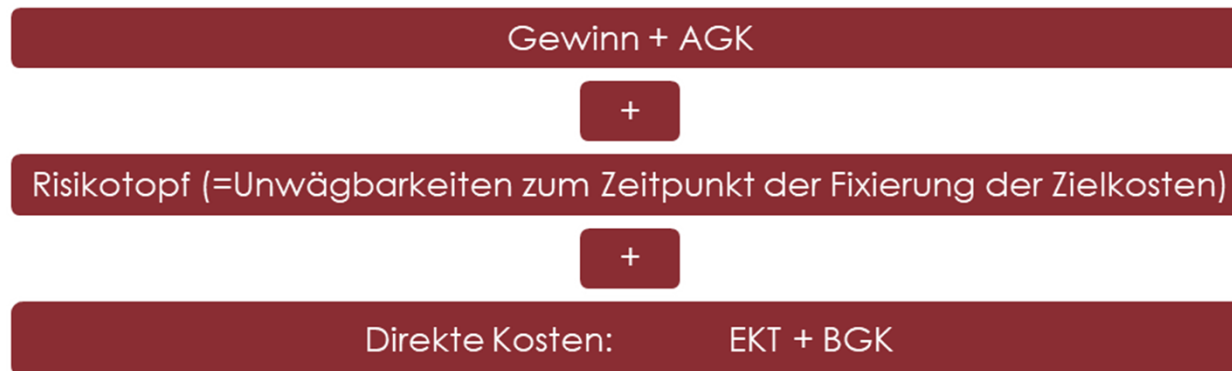 Gewinn + AGK
+
Risikotopf (=Unwägbarkeiten zum Zeitpunkt der Fixierung der Zielkosten)
+
Direkte Kosten: EKT + BGK